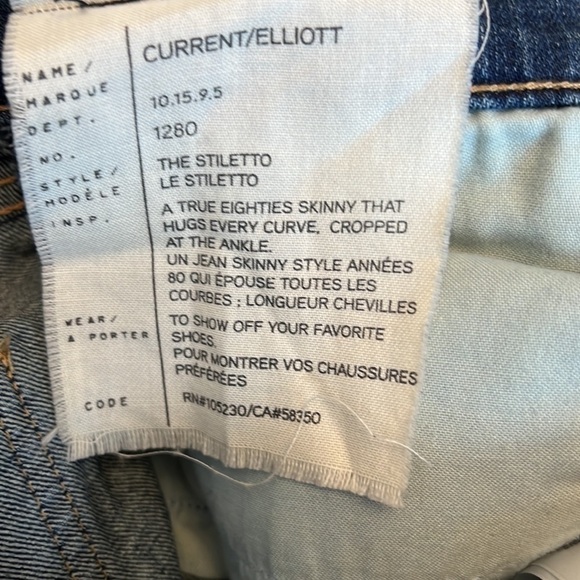 NAME/ CURRENT/ELLIOTT
MARQUE
DEPT. 10.15.9.5
NO. 1280
STYLE/ THE STILETTO
MODÈLE LE STILETTO
INSP. A TRUE EIGHTIES SKINNY THAT
HUGS EVERY CURVE, CROPPED
AT THE ANKLE.
UN JEAN SKINNY STYLE ANNÉES
80 QUI ÉPOUSE TOUTES LES
COURBES ; LONGUEUR CHEVILLES
WEAR/ TO SHOW OFF YOUR FAVORITE
A PORTER SHOES.
POUR MONTRER VOS CHAUSSURES
PRÉFÉRÉES
CODE RN#105230/CA#58350